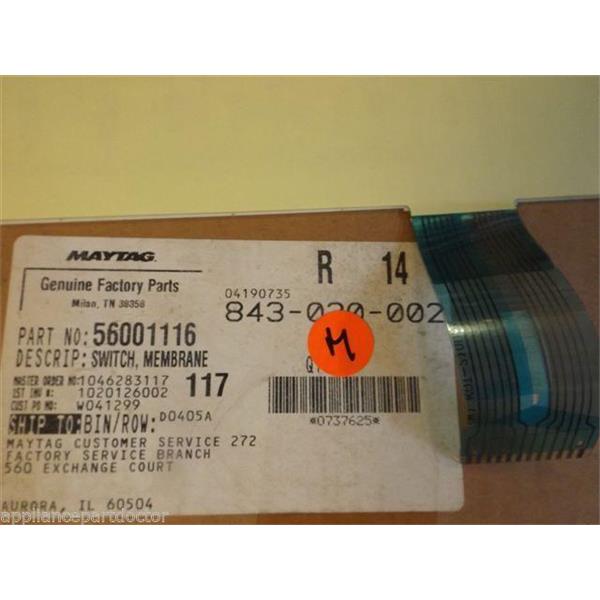 MAYTAG
R 14
Genuine Factory Parts
Milan, TN 38358
04190735
843-020-002
PART NO: 56001116
M
DESCRIP: SWITCH, MEMBRANE
MASTER ORDER NO: 1046283117 117
1ST INV #: 1020126002
CUST PO NO: W041299
*0737625*
SHIP TO: BIN/ROW: D0405A
MAYTAG CUSTOMER SERVICE 272
FACTORY SERVICE BRANCH
560 EXCHANGE COURT
AURORA, IL 60504
appliancepartdoctor